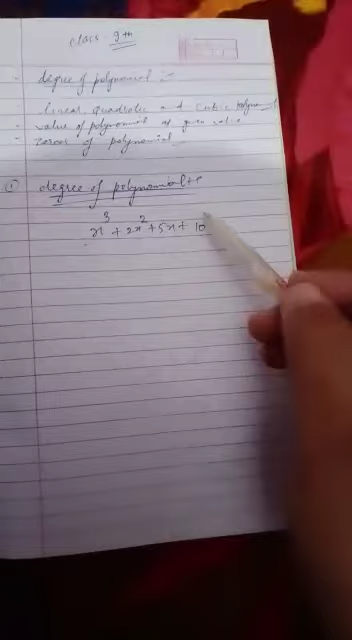 class 9th
- degree of polynomial :-
- linear, quadratic and cubic polynomial
- value of polynomial at given value
- zeroes of polynomial
① degree of polynomial
x³ + 2x² + 5x + 10